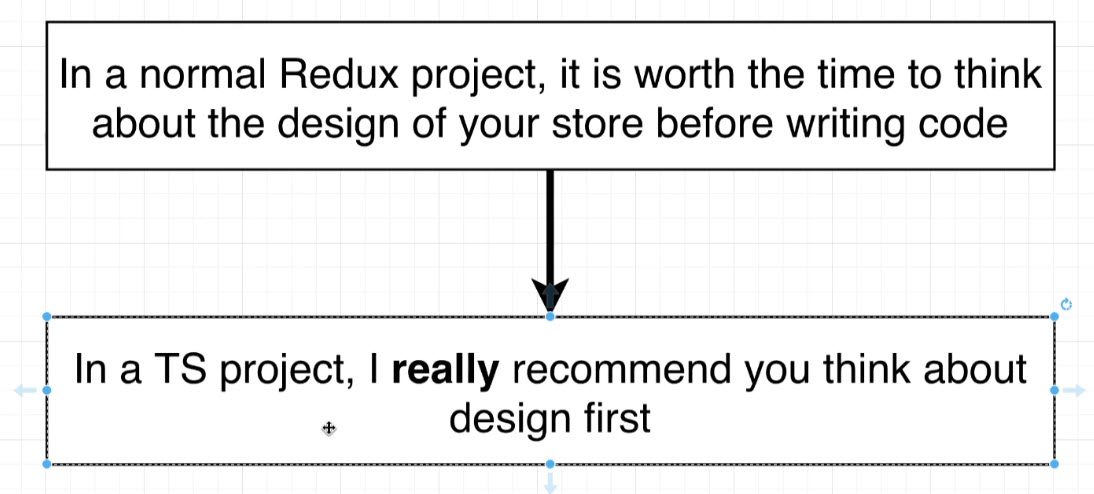 In a normal Redux project, it is worth the time to think
about the design of your store before writing code
In a TS project, I really recommend you think about
design first